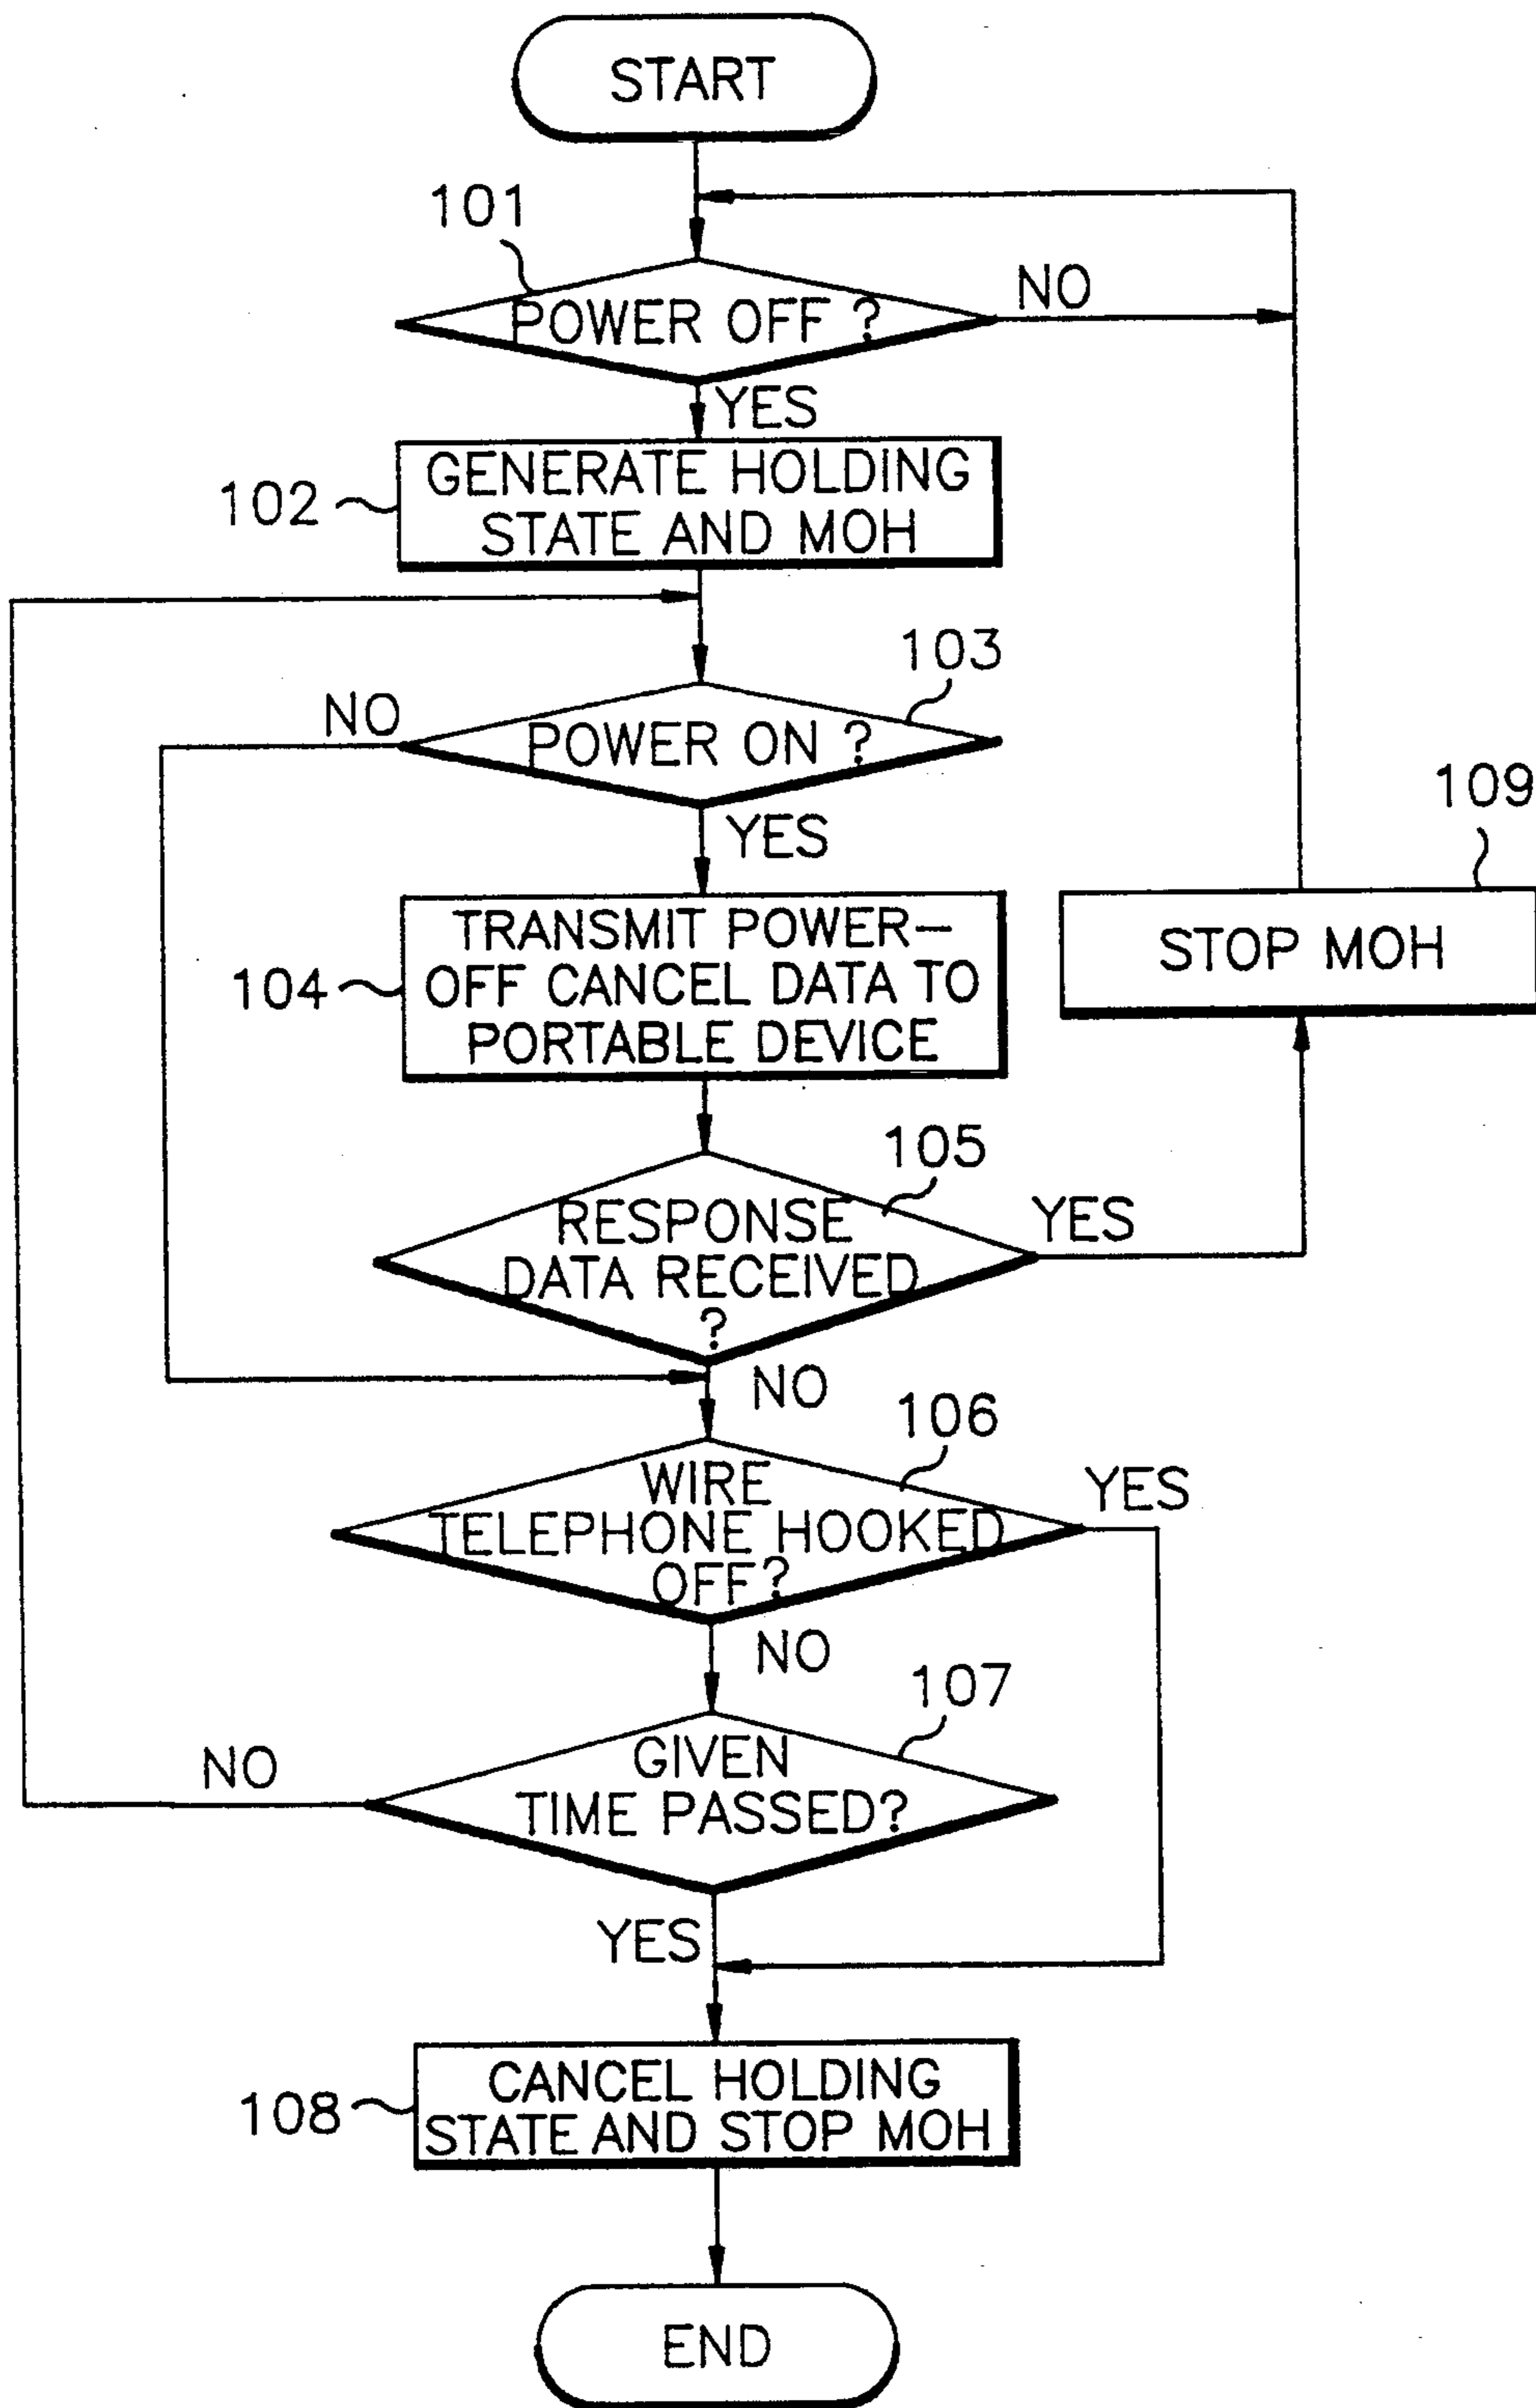 START
101
POWER OFF ?
NO
YES
102
GENERATE HOLDING
STATE AND MOH
103
NO
POWER ON ?
YES
109
STOP MOH
104
TRANSMIT POWER-
OFF CANCEL DATA TO
PORTABLE DEVICE
105
RESPONSE
DATA RECEIVED
?
YES
NO
106
WIRE
TELEPHONE HOOKED
OFF?
YES
NO
107
GIVEN
TIME PASSED?
NO
YES
108
CANCEL HOLDING
STATE AND STOP MOH
END